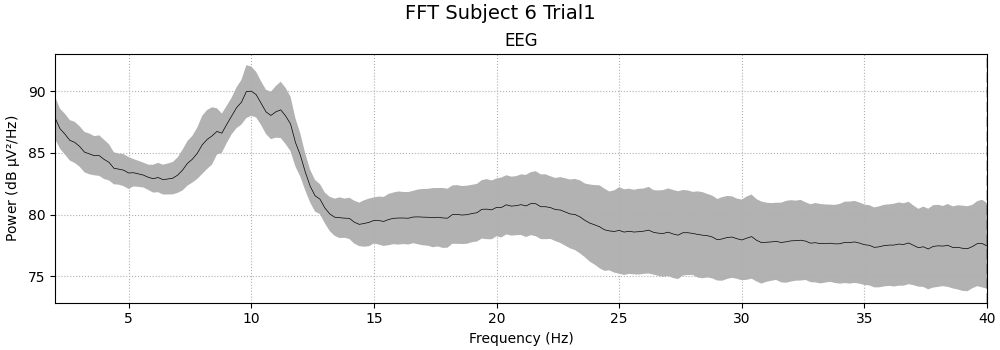 FFT Subject 6 Trial1
EEG
90
85
80
75
Power (dB µV²/Hz)
5 10 15 20 25 30 35 40
Frequency (Hz)